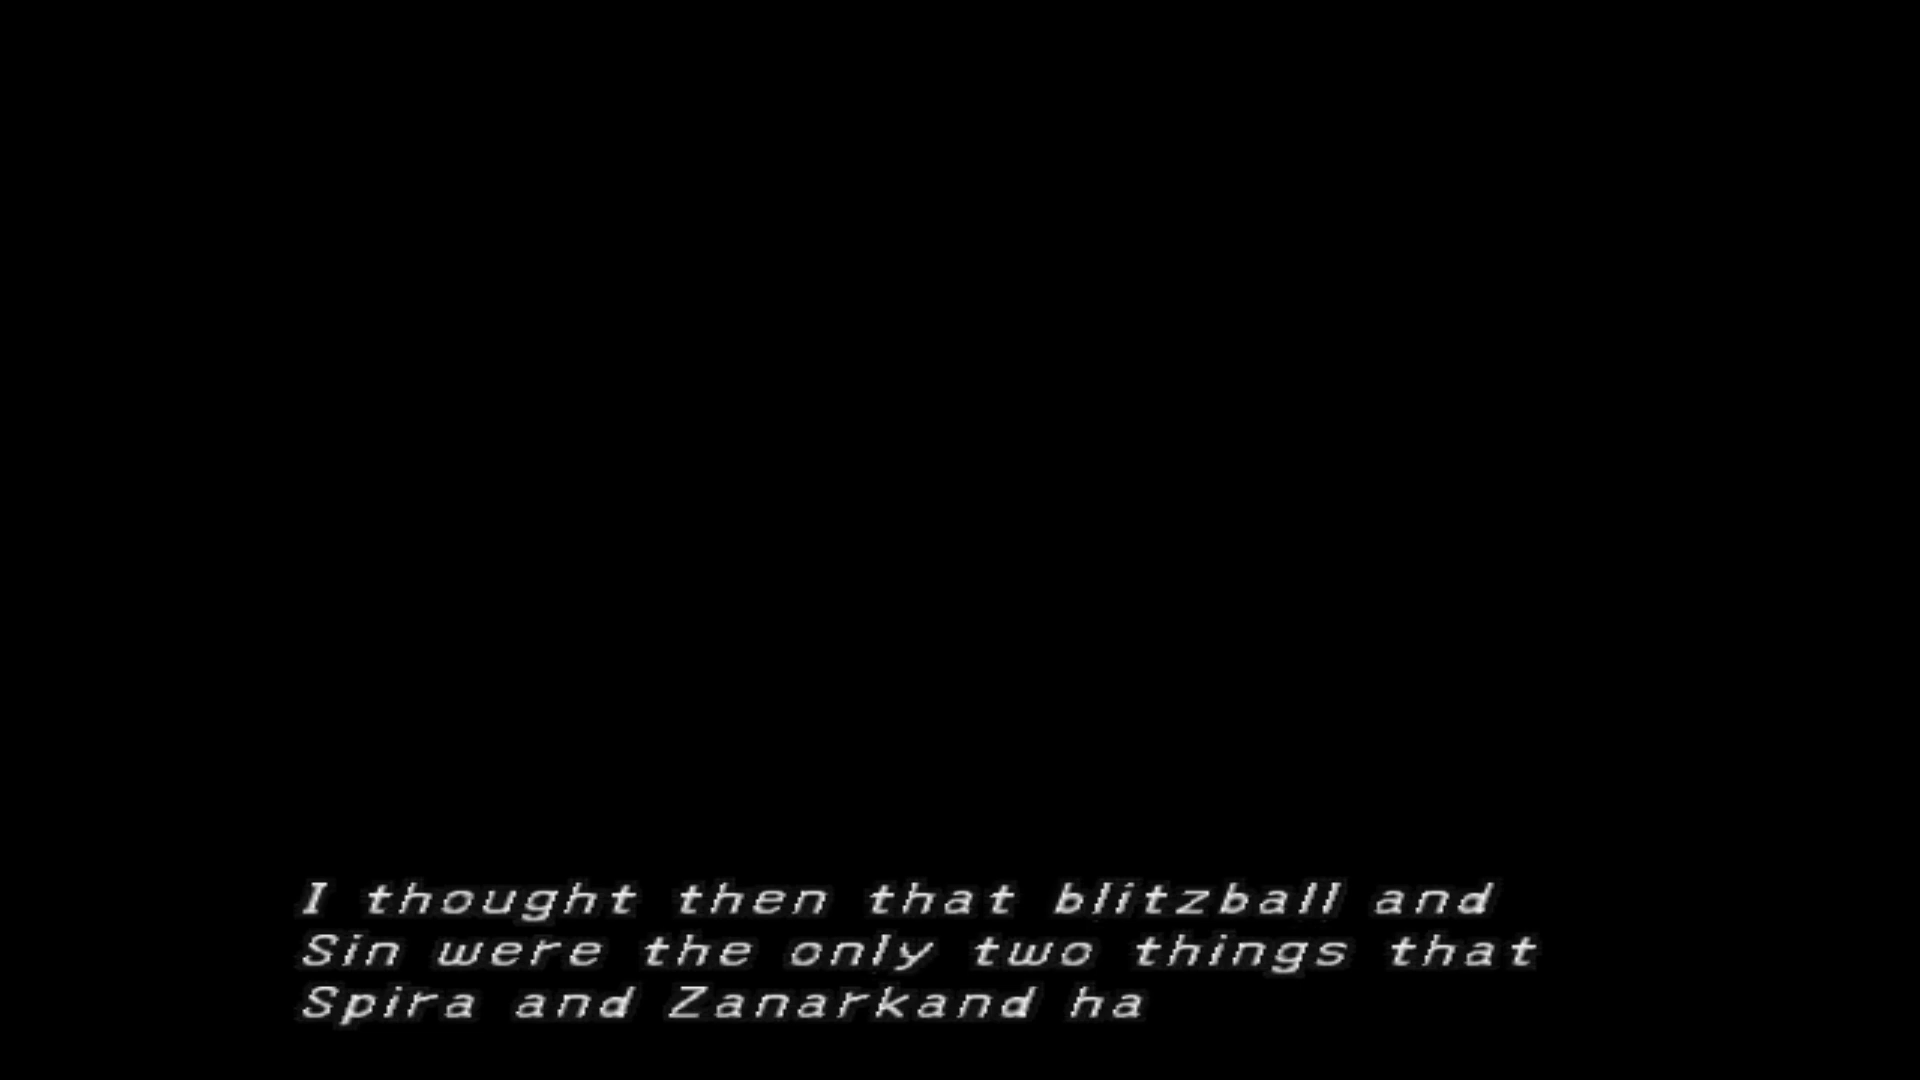 I thought then that blitzball and
Sin were the only two things that
Spira and Zanarkand ha